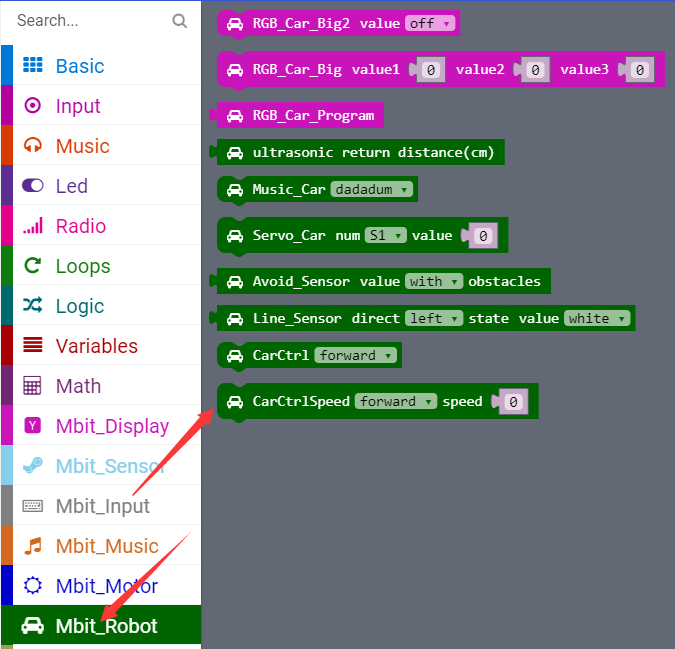 Search...
Basic
Input
Music
Led
Radio
Loops
Logic
Variables
Math
Mbit_Display
Mbit_Sensor
Mbit_Input
Mbit_Music
Mbit_Motor
Mbit_Robot
RGB_Car_Big2 value off
RGB_Car_Big value1 0 value2 0 value3 0
RGB_Car_Program
ultrasonic return distance(cm)
Music_Car dadadum
Servo_Car num S1 value 0
Avoid_Sensor value with obstacles
Line_Sensor direct left state value white
CarCtrl forward
CarCtrlSpeed forward speed 0